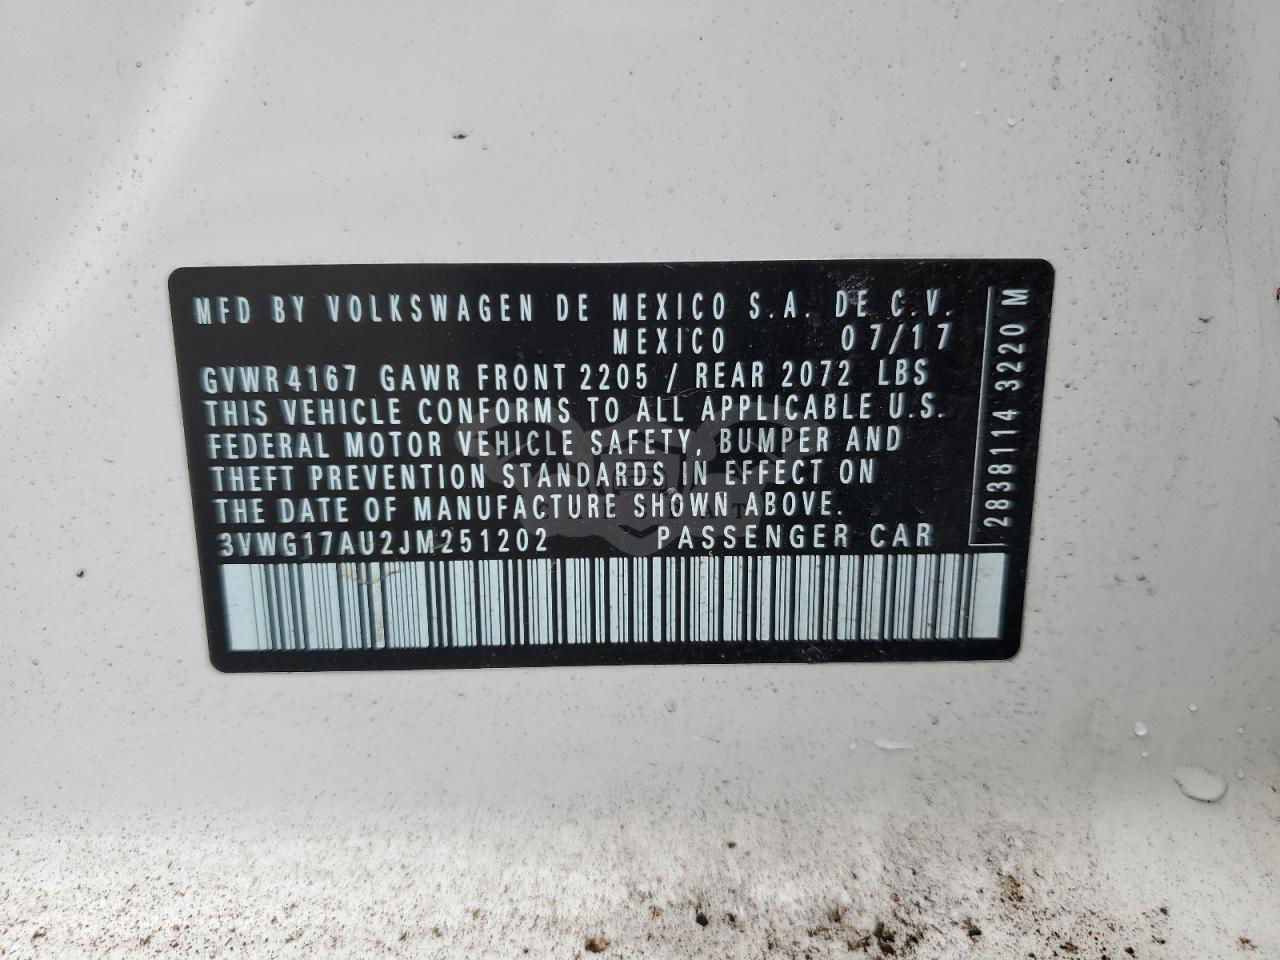 MFD BY VOLKSWAGEN DE MEXICO S.A. DE C.V.
MEXICO 07/17
GVWR 4167 GAWR FRONT 2205 / REAR 2072 LBS
THIS VEHICLE CONFORMS TO ALL APPLICABLE U.S.
FEDERAL MOTOR VEHICLE SAFETY, BUMPER AND
THEFT PREVENTION STANDARDS IN EFFECT ON
THE DATE OF MANUFACTURE SHOWN ABOVE.
3VWG17AU2JM251202 PASSENGER CAR
2838114 3220 M